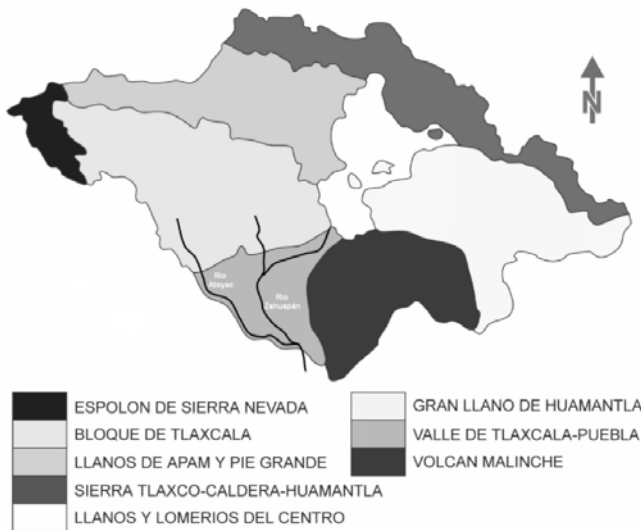 N
Río
Atoyac
Río
Zahuapán
ESPOLON DE SIERRA NEVADA
BLOQUE DE TLAXCALA
LLANOS DE APAM Y PIE GRANDE
SIERRA TLAXCO-CALDERA-HUAMANTLA
LLANOS Y LOMERIOS DEL CENTRO
GRAN LLANO DE HUAMANTLA
VALLE DE TLAXCALA-PUEBLA
VOLCAN MALINCHE